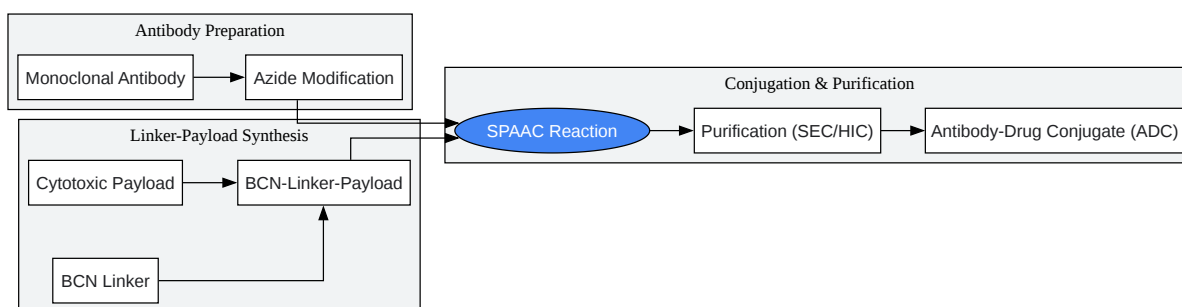 Antibody Preparation
Monoclonal Antibody
Azide Modification
Linker-Payload Synthesis
Cytotoxic Payload
BCN-Linker-Payload
BCN Linker
Conjugation & Purification
SPAAC Reaction
Purification (SEC/HIC)
Antibody-Drug Conjugate (ADC)